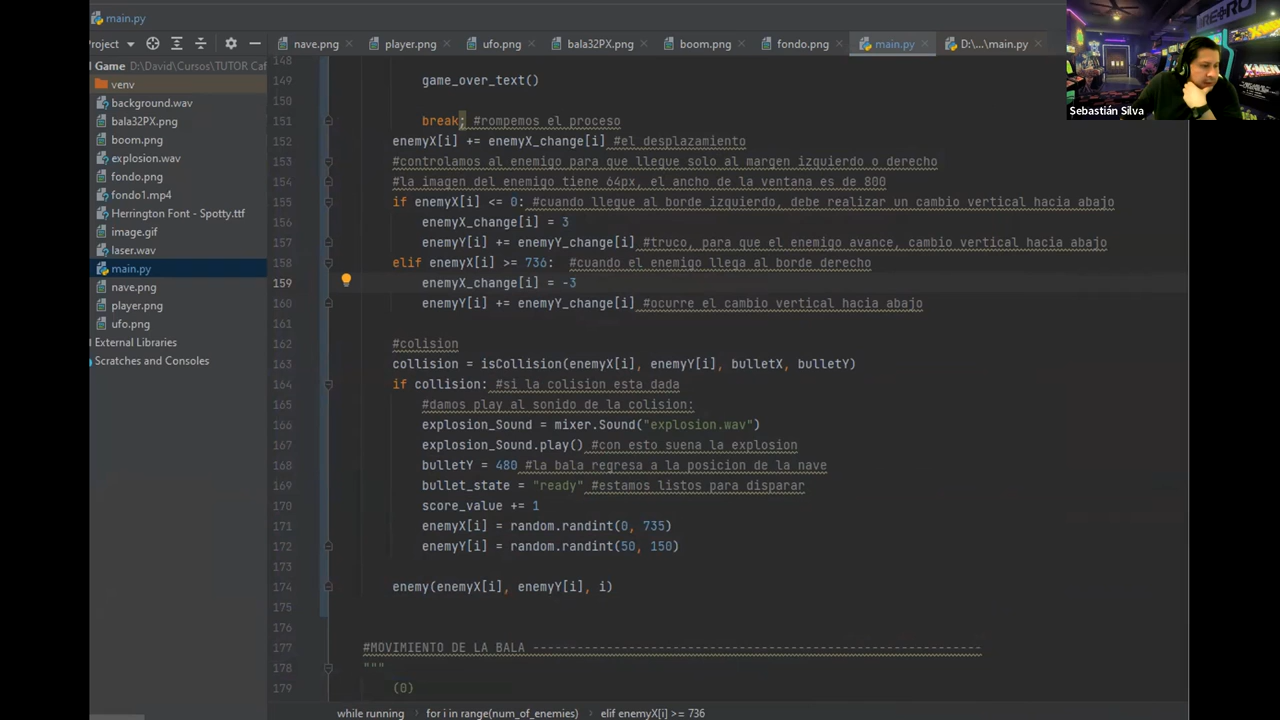 main.py
Project
nave.png
player.png
ufo.png
bala32PX.png
boom.png
fondo.png
main.py
D:\...\main.py
RETRO
X-MEN
Sebastián Silva
Game D:\David\Cursos\TUTOR Caf
venv
background.wav
bala32PX.png
boom.png
explosion.wav
fondo.png
fondo1.mp4
Herrington Font - Spotty.ttf
image.gif
laser.wav
main.py
nave.png
player.png
ufo.png
External Libraries
Scratches and Consoles
148
149 game_over_text()
150
151 break; #rompemos el proceso
152 enemyX[i] += enemyX_change[i] #el desplazamiento
153 #controlamos al enemigo para que llegue solo al margen izquierdo o derecho
154 #la imagen del enemigo tiene 64px, el ancho de la ventana es de 800
155 if enemyX[i] <= 0: #cuando llegue al borde izquierdo, debe realizar un cambio vertical hacia abajo
156 enemyX_change[i] = 3
157 enemyY[i] += enemyY_change[i] #truco, para que el enemigo avance, cambio vertical hacia abajo
158 elif enemyX[i] >= 736: #cuando el enemigo llega al borde derecho
159 enemyX_change[i] = -3
160 enemyY[i] += enemyY_change[i] #ocurre el cambio vertical hacia abajo
161
162 #colision
163 collision = isCollision(enemyX[i], enemyY[i], bulletX, bulletY)
164 if collision: #si la colision esta dada
165 #damos play al sonido de la colision:
166 explosion_Sound = mixer.Sound("explosion.wav")
167 explosion_Sound.play() #con esto suena la explosion
168 bulletY = 480 #la bala regresa a la posicion de la nave
169 bullet_state = "ready" #estamos listos para disparar
170 score_value += 1
171 enemyX[i] = random.randint(0, 735)
172 enemyY[i] = random.randint(50, 150)
174 enemy(enemyX[i], enemyY[i], i)
175
176
177 #MOVIMIENTO DE LA BALA -------------------------------------------------------------
178 """
179 (0)
while running
for i in range(num_of_enemies)
elif enemyX[i] >= 736